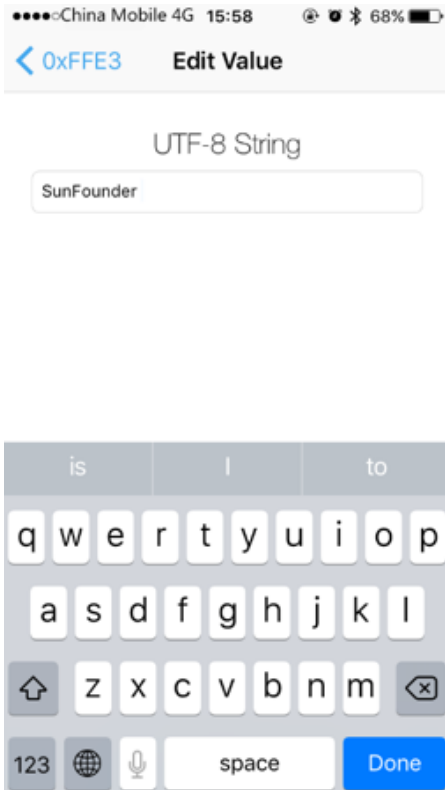 China Mobile 4G 15:58 68%
0xFFE3 Edit Value
UTF-8 String
SunFounder
is I to
q w e r t y u i o p
a s d f g h j k l
z x c v b n m
123 space Done